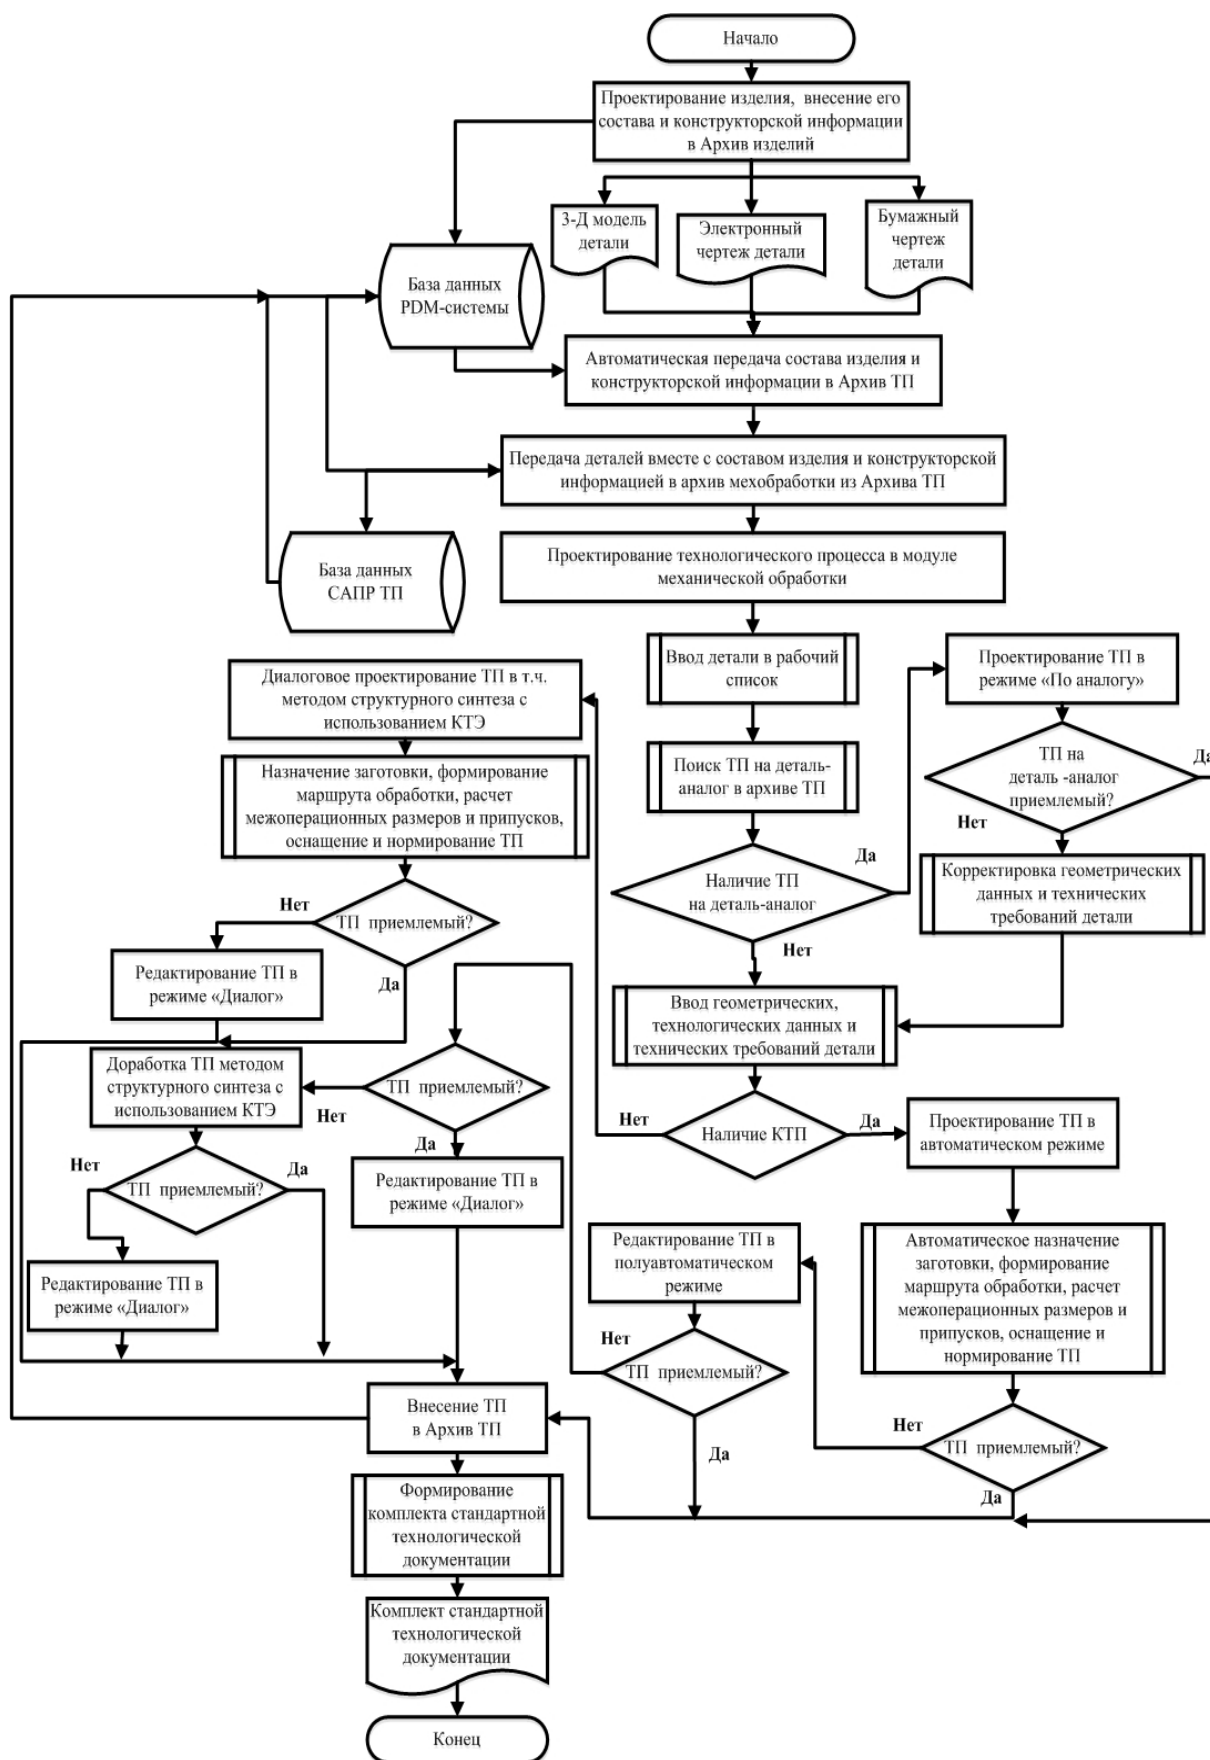 Начало
Проектирование изделия,  внесение его
состава и конструкторской информации
в Архив изделий
3-Д модель
детали
Электронный
чертеж детали
Бумажный
чертеж
детали
База данных
PDM-системы
Автоматическая передача состава изделия и
конструкторской информации в Архив ТП
Передача деталей вместе с составом изделия и конструкторской
информацией в архив мехобработки из Архива ТП
База данных
САПР ТП
Проектирование технологического процесса в модуле
механической обработки
Ввод детали в рабочий
список
Проектирование ТП в
режиме «По аналогу»
Диалоговое проектирование ТП в т.ч.
методом структурного синтеза с
использованием КТЭ
Поиск ТП на деталь-
аналог в архиве ТП
ТП на
деталь -аналог
приемлемый?
Да
Нет
Назначение заготовки, формирование
маршрута обработки, расчет
межоперационных размеров и припусков,
оснащение и нормирование ТП
Наличие ТП
на деталь-аналог
Да
Нет
Корректировка геометрических
данных и технических
требований детали
ТП  приемлемый?
Нет
Да
Редактирование ТП в
режиме «Диалог»
Ввод геометрических,
технологических данных и
технических требований детали
Доработка ТП методом
структурного синтеза с
использованием КТЭ
ТП приемлемый?
Нет
Да
Наличие КТП
Нет
Да
Проектирование ТП в
автоматическом режиме
ТП  приемлемый?
Нет
Да
Редактирование ТП в
режиме «Диалог»
Редактирование ТП в
режиме «Диалог»
Редактирование ТП в
полуавтоматическом
режиме
Автоматическое назначение
заготовки, формирование
маршрута обработки, расчет
межоперационных размеров и
припусков, оснащение и
нормирование ТП
Нет
ТП  приемлемый?
Да
Внесение ТП
в Архив ТП
Нет
ТП приемлемый?
Да
Формирование
комплекта стандартной
технологической
документации
Комплект стандартной
технологической
документации
Конец